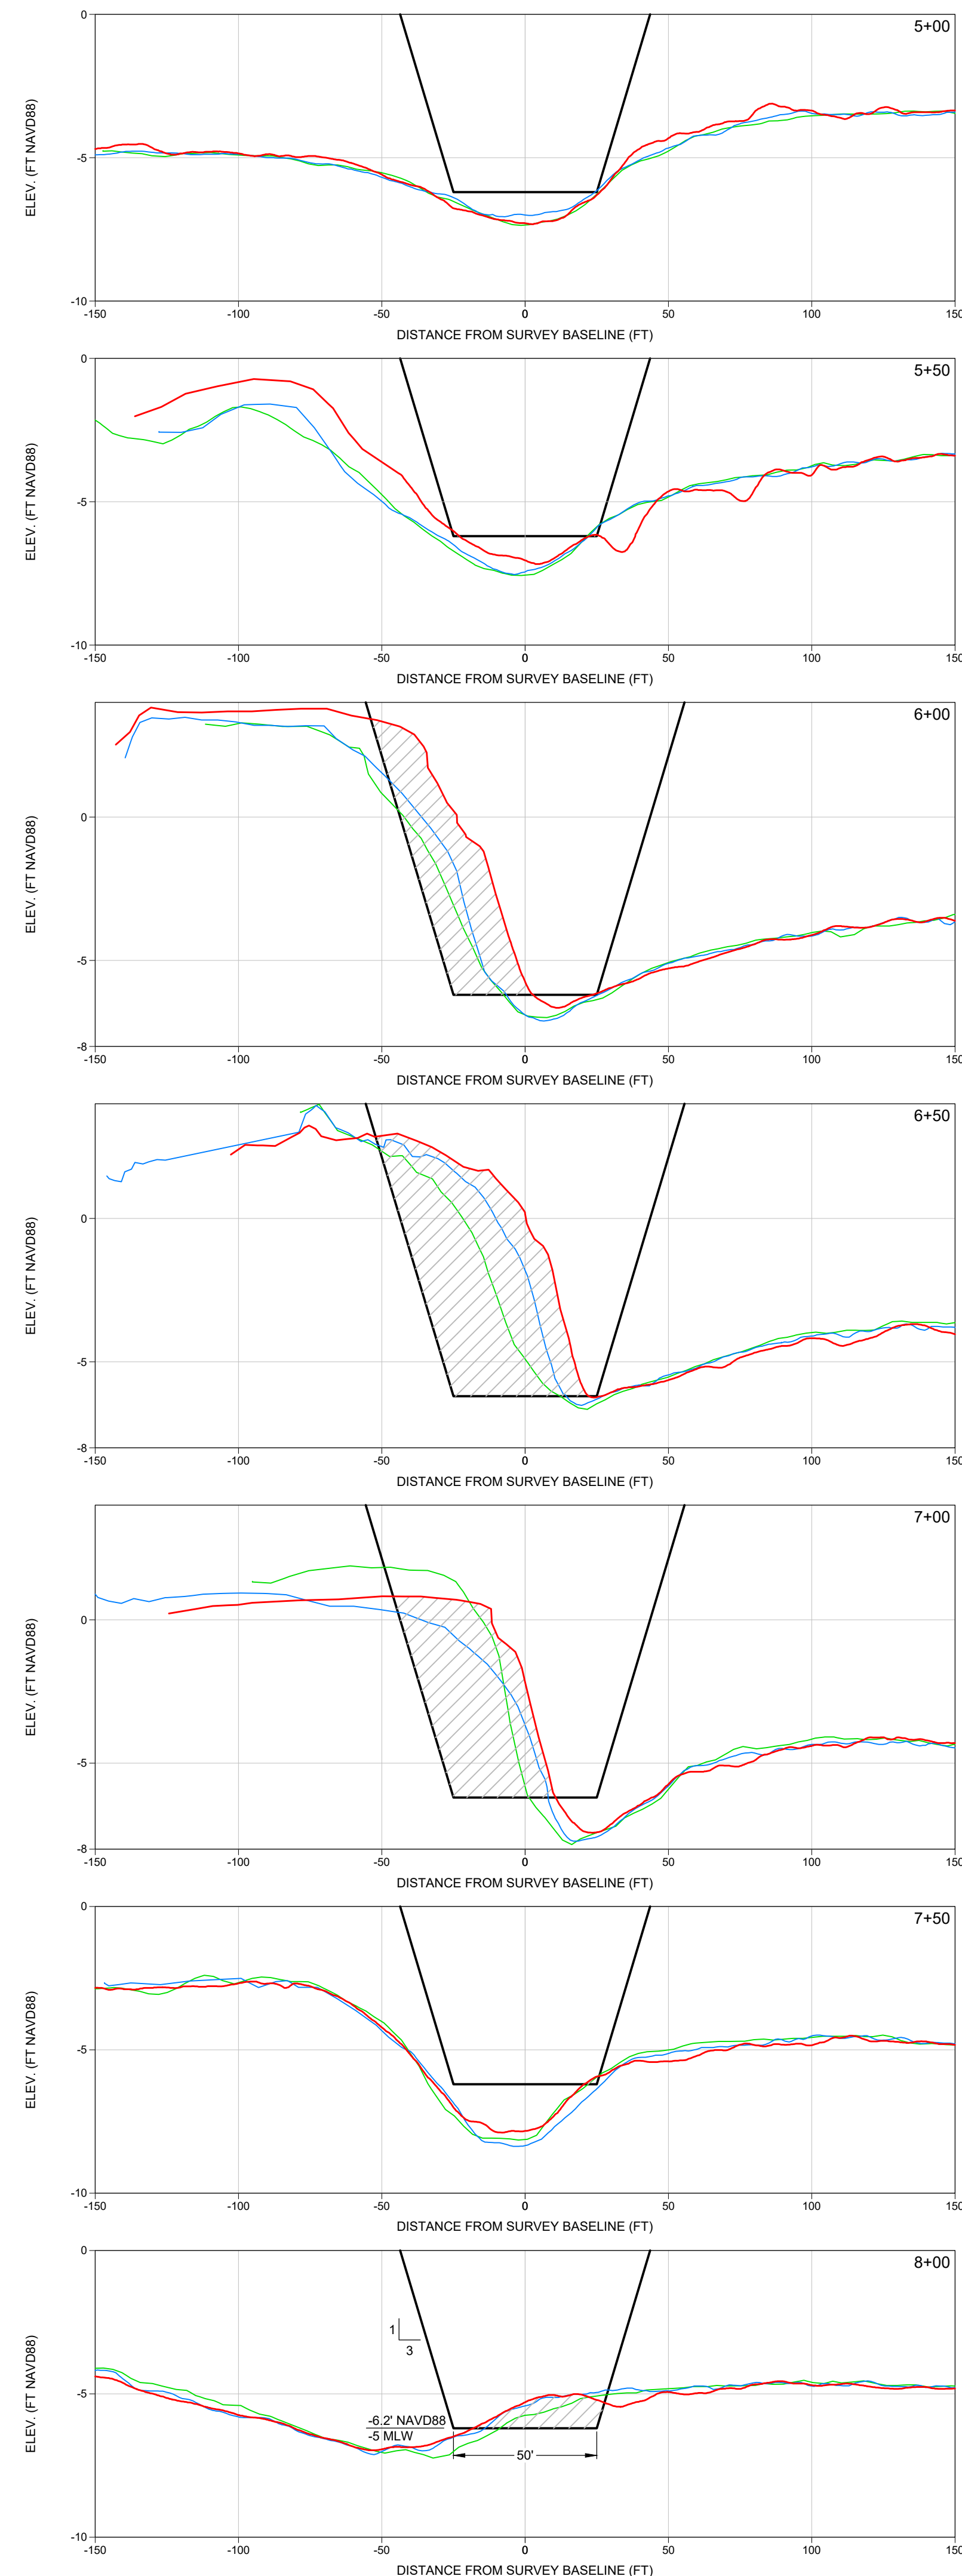 0
5+00
ELEV. (FT NAVD88)
-5
-10
-150 -100 -50 0 50 100 150
DISTANCE FROM SURVEY BASELINE (FT)
0
5+50
ELEV. (FT NAVD88)
-5
-10
-150 -100 -50 0 50 100 150
DISTANCE FROM SURVEY BASELINE (FT)
6+00
0
ELEV. (FT NAVD88)
-5
-8
-150 -100 -50 0 50 100 150
DISTANCE FROM SURVEY BASELINE (FT)
6+50
0
ELEV. (FT NAVD88)
-5
-8
-150 -100 -50 0 50 100 150
DISTANCE FROM SURVEY BASELINE (FT)
7+00
0
ELEV. (FT NAVD88)
-5
-8
-150 -100 -50 0 50 100 150
DISTANCE FROM SURVEY BASELINE (FT)
0
7+50
ELEV. (FT NAVD88)
-5
-10
-150 -100 -50 0 50 100 150
DISTANCE FROM SURVEY BASELINE (FT)
0
8+00
1
3
ELEV. (FT NAVD88)
-5
-6.2' NAVD88
-5 MLW
50'
-10
-150 -100 -50 0 50 100 150
DISTANCE FROM SURVEY BASELINE (FT)